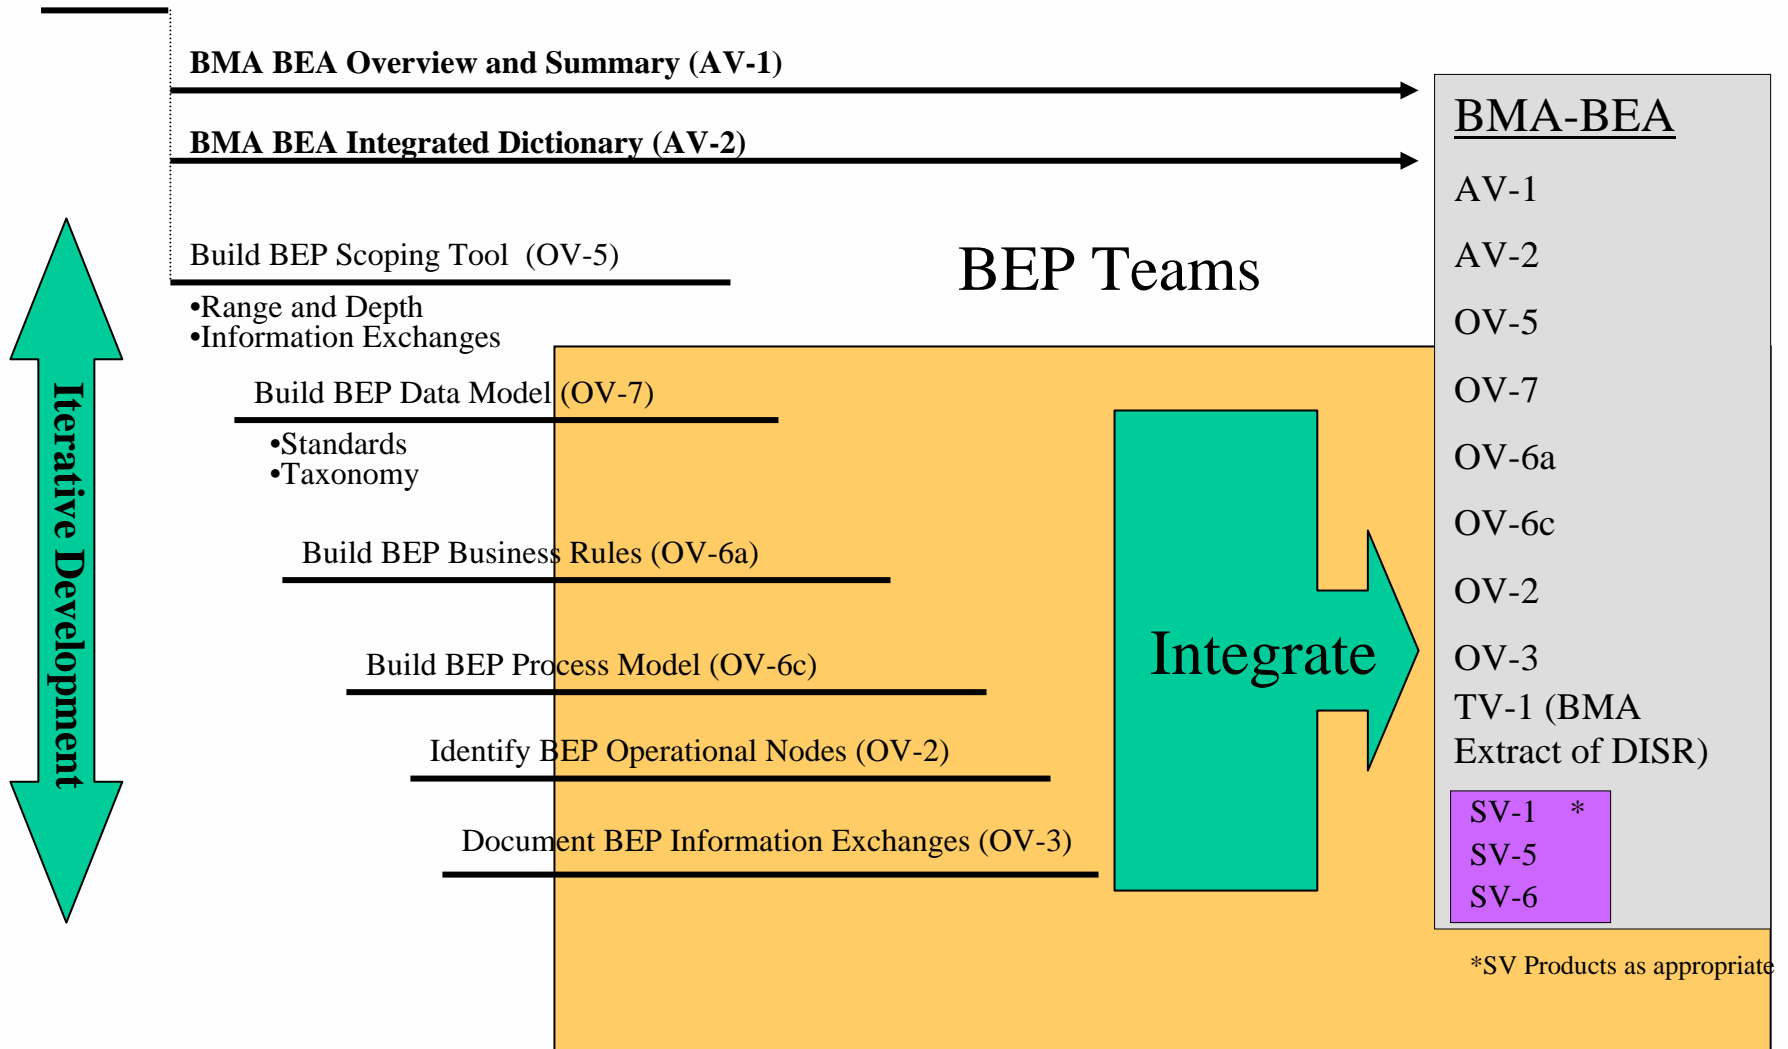 BMA BEA Overview and Summary (AV-1)
BMA BEA Integrated Dictionary (AV-2)
Build BEP Scoping Tool (OV-5)
•Range and Depth
•Information Exchanges
BEP Teams
Build BEP Data Model (OV-7)
•Standards
•Taxonomy
Build BEP Business Rules (OV-6a)
Build BEP Process Model (OV-6c)
Identify BEP Operational Nodes (OV-2)
Document BEP Information Exchanges (OV-3)
Iterative Development
Integrate
BMA-BEA
AV-1
AV-2
OV-5
OV-7
OV-6a
OV-6c
OV-2
OV-3
TV-1 (BMA
Extract of DISR)
SV-1 *
SV-5
SV-6
*SV Products as appropriate